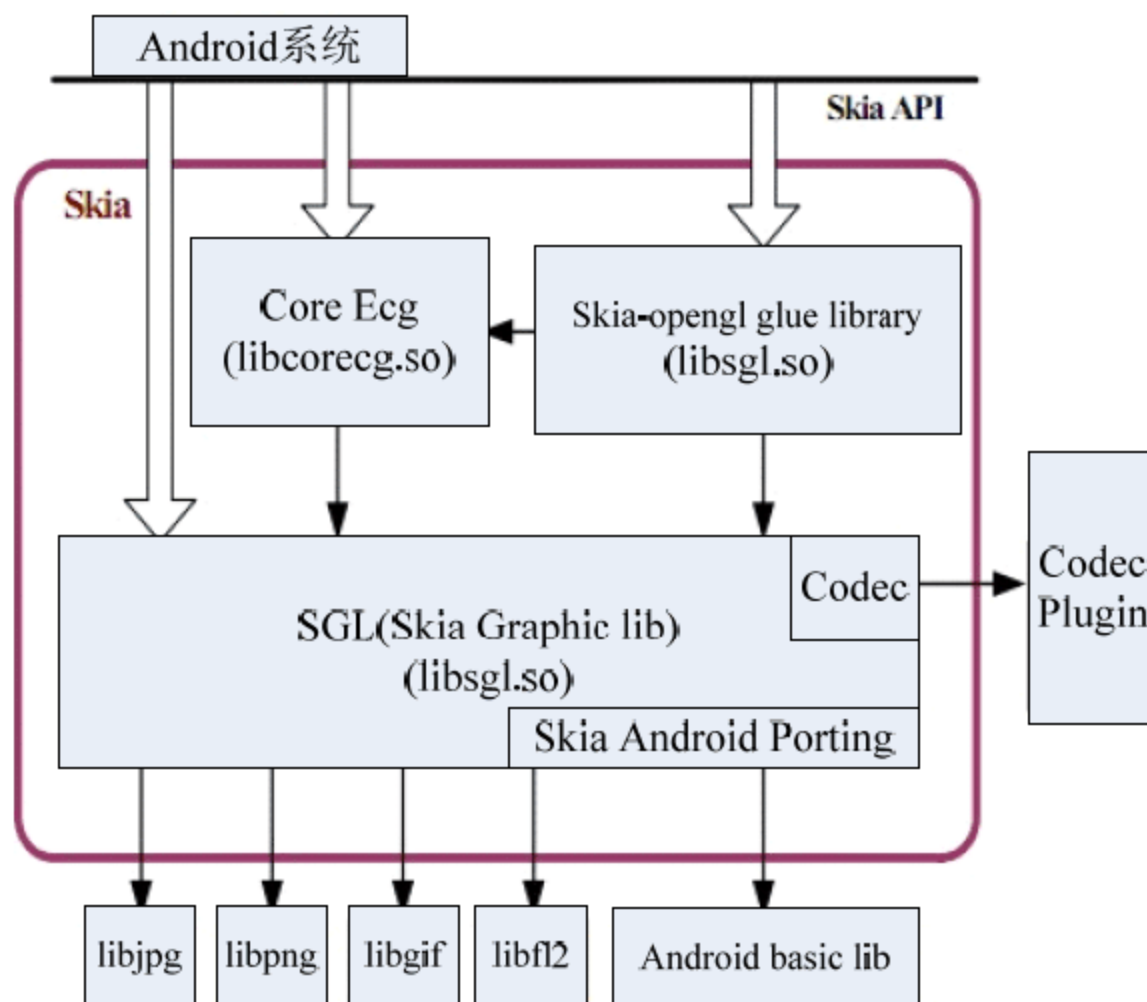 Android系统
Skia API
Skia
Core Ecg
(libcorecg.so)
Skia-opengl glue library
(libsgl.so)
Codec
SGL(Skia Graphic lib)
(libsgl.so)
Skia Android Porting
Codec
Plugin
libjpg
libpng
libgif
libfl2
Android basic lib